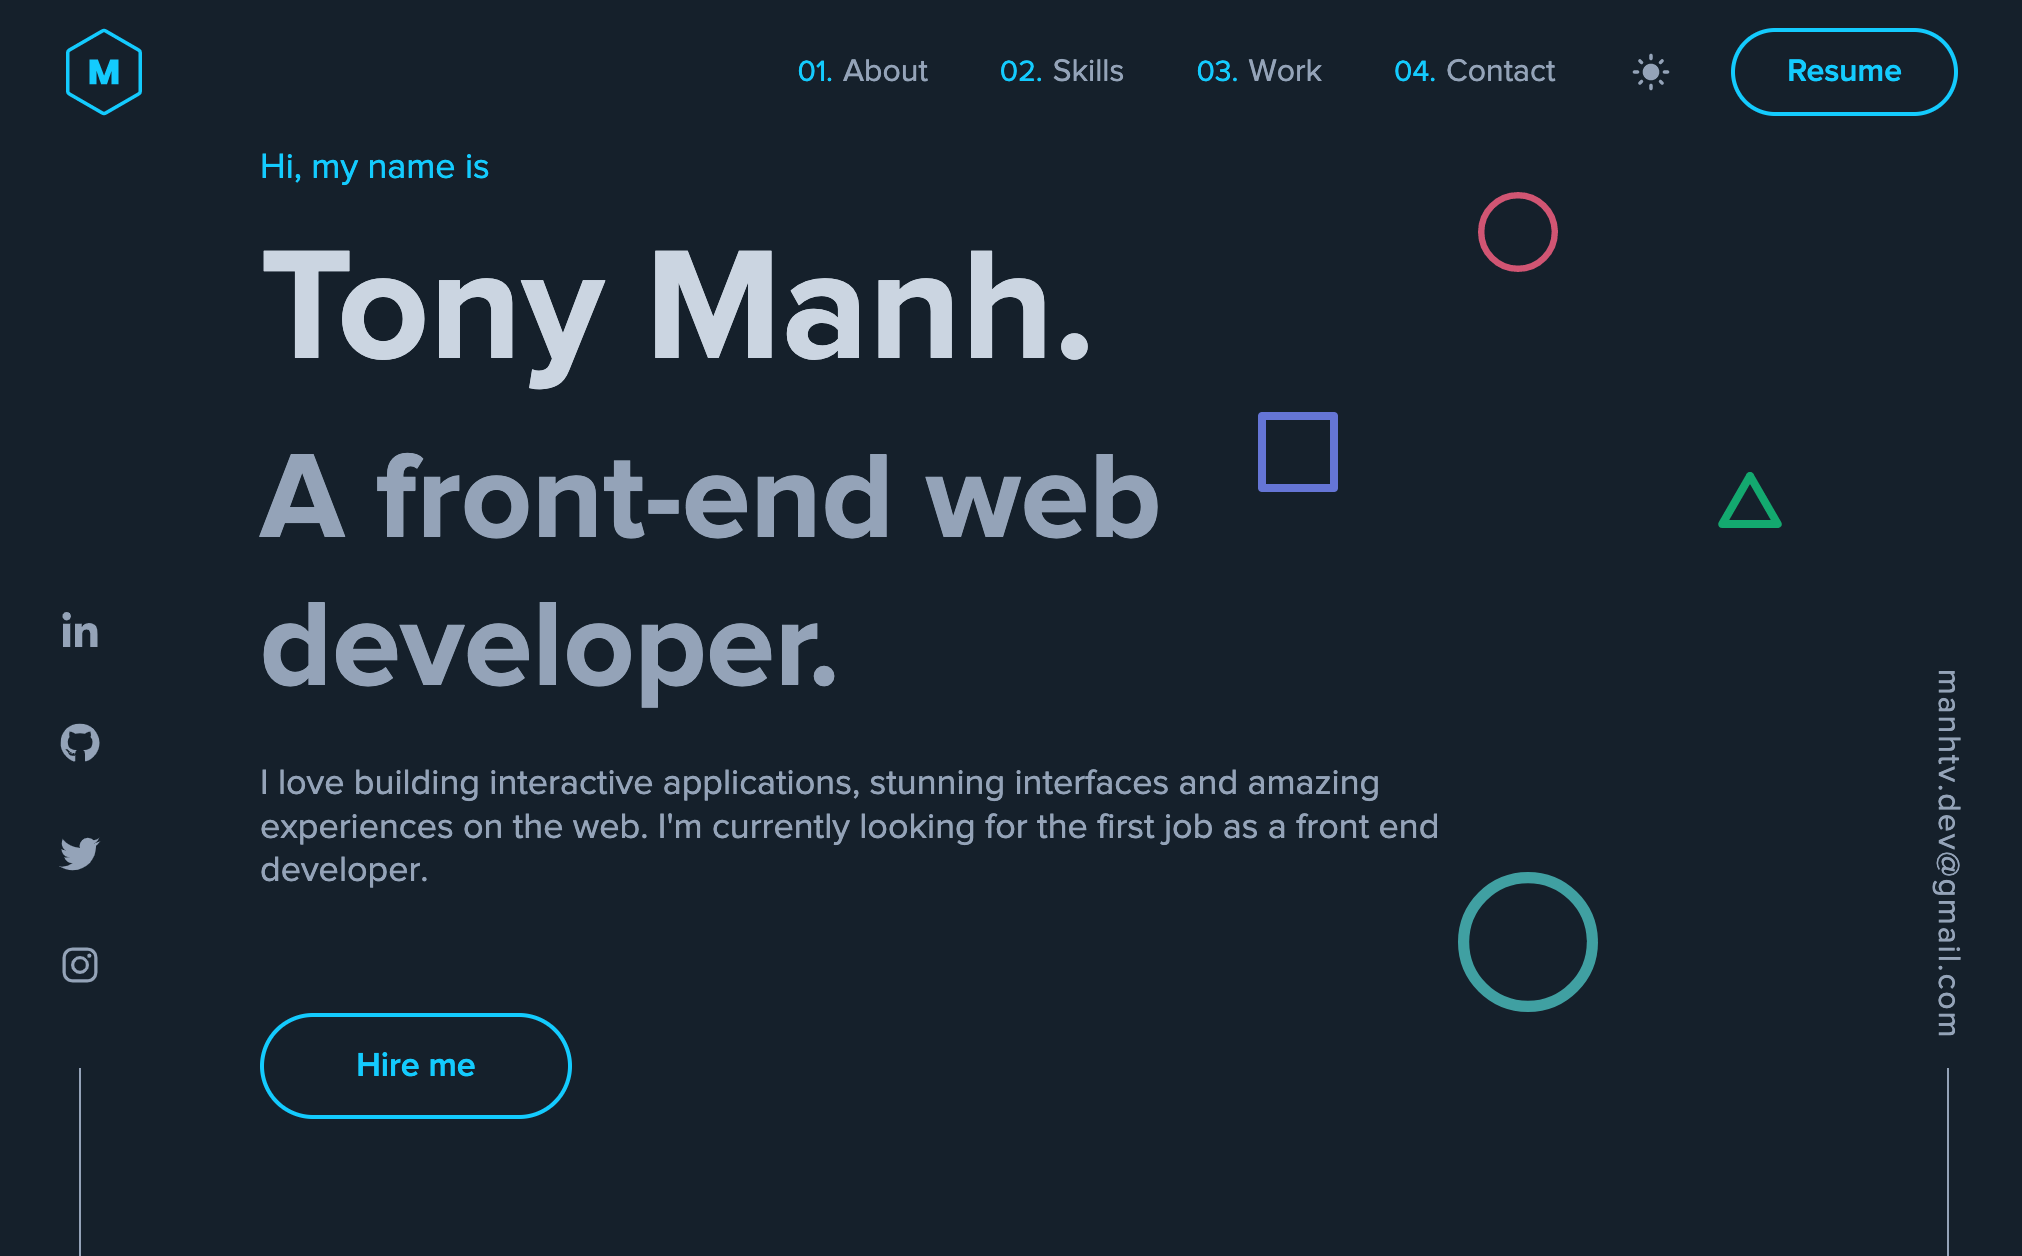 M
01. About
02. Skills
03. Work
04. Contact
Resume
Hi, my name is
Tony Manh.
A front-end web
developer.
I love building interactive applications, stunning interfaces and amazing
experiences on the web. I'm currently looking for the first job as a front end
developer.
Hire me
in
manhtv.dev@gmail.com